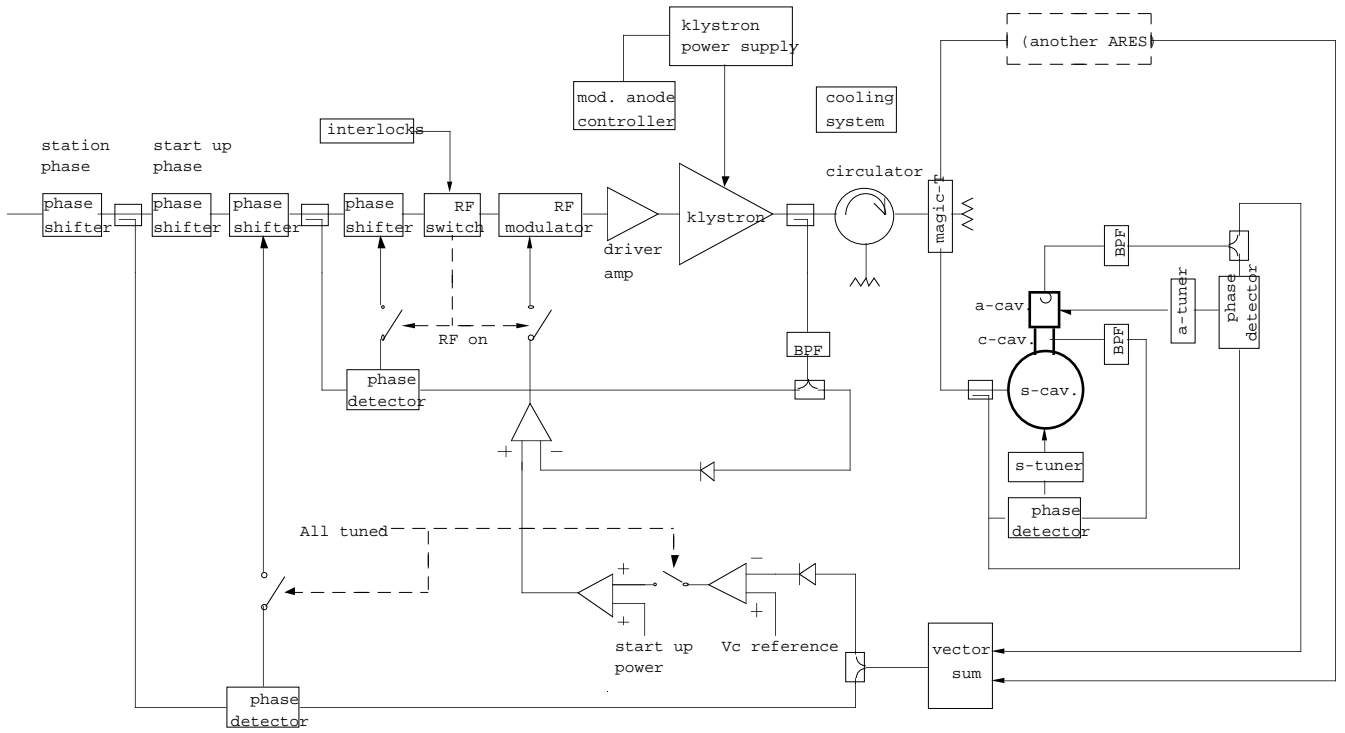 klystron
power supply
(another ARES)
mod. anode
controller
cooling
system
interlocks
station
phase
start up
phase
circulator
phase
shifter
phase
shifter
phase
shifter
phase
shifter
RF
switch
RF
modulator
driver
amp
klystron
magic-T
BPF
a-cav.
a-tuner
phase
detector
c-cav.
BPF
RF on
BPF
phase
detector
s-cav.
+
−
s-tuner
phase
detector
All tuned
+
+
start up
power
−
+
Vc reference
vector
sum
phase
detector